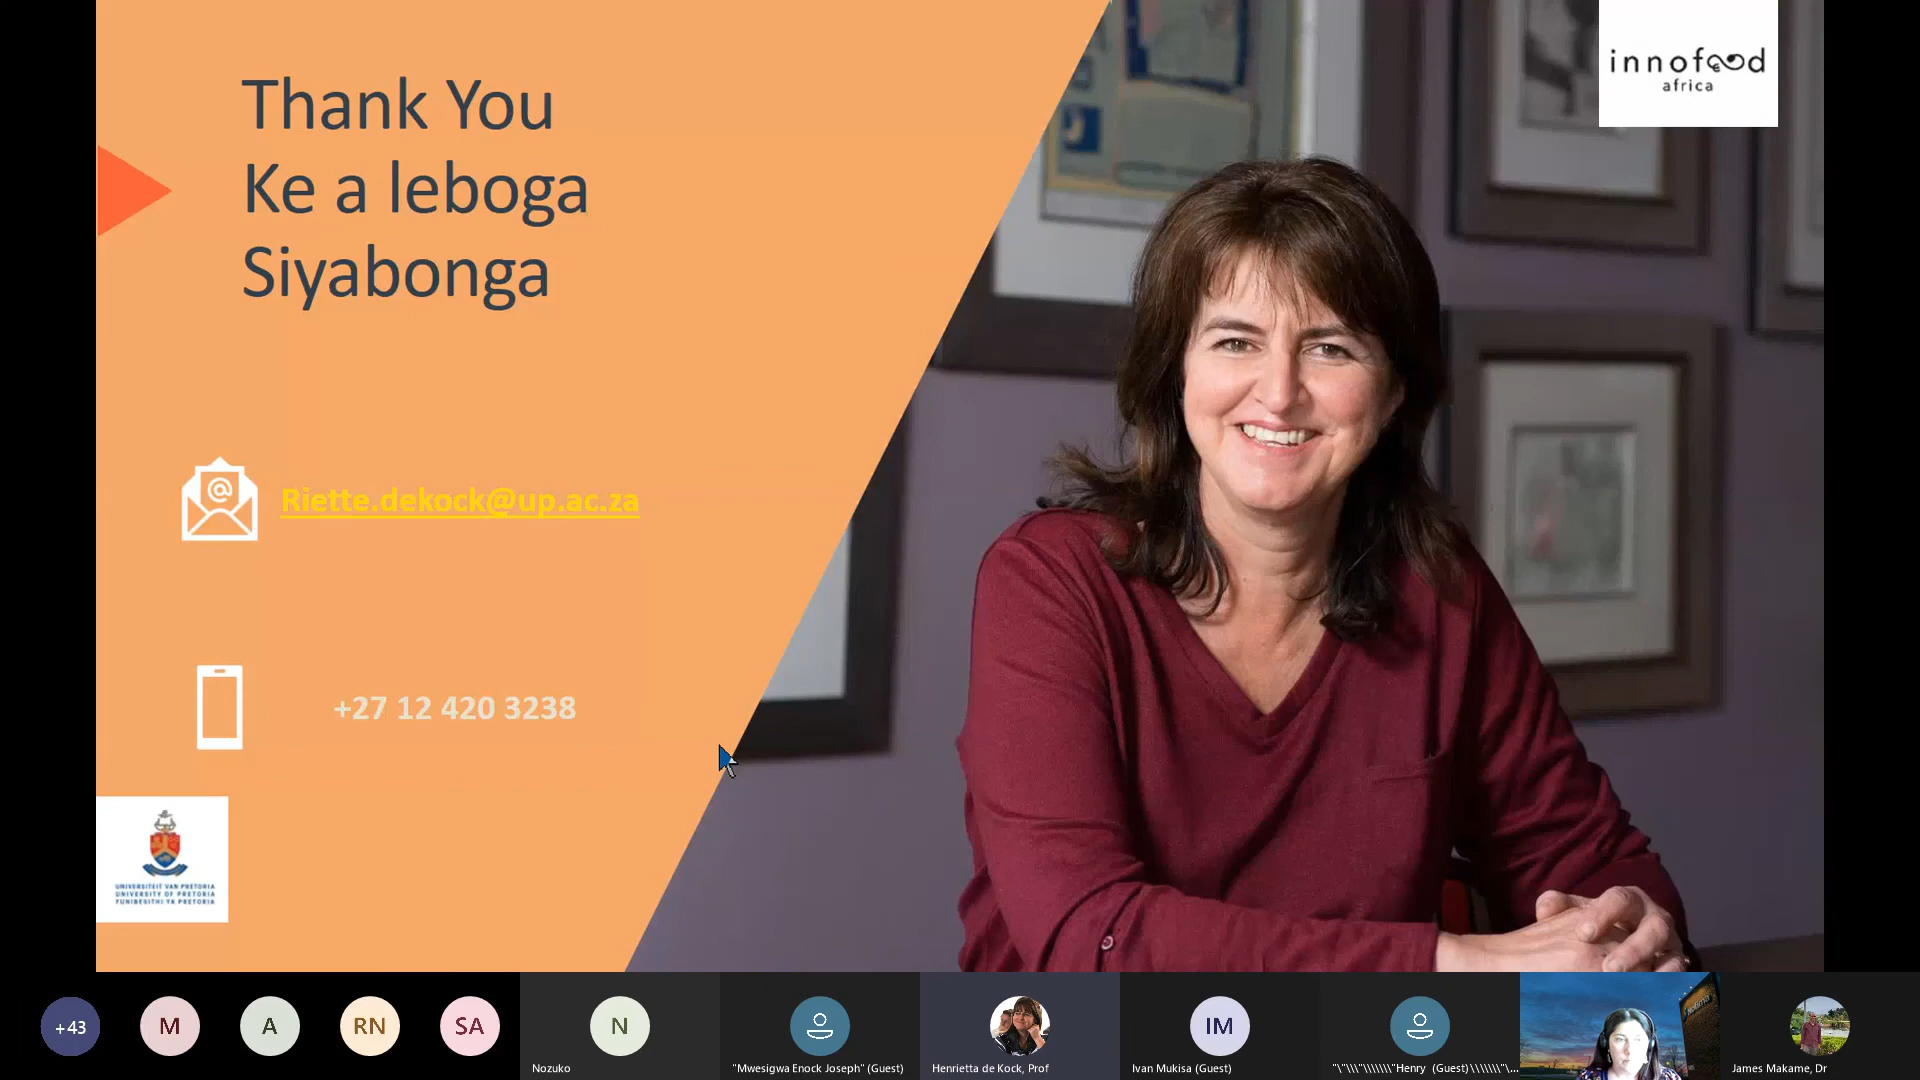 Thank You
Ke a leboga
Siyabonga
innofood
africa
Riette.dekock@up.ac.za
+27 12 420 3238
UNIVERSITEIT VAN PRETORIA
UNIVERSITY OF PRETORIA
YUNIBESITHI YA PRETORIA
+43
M
A
RN
SA
N
IM
Nozuko
"Mwesigwa Enock Joseph" (Guest)
Henrietta de Kock, Prof
Ivan Mukisa (Guest)
"\"\\\"\\\\\\\"Henry (Guest)\\\\\\\"\...
James Makame, Dr